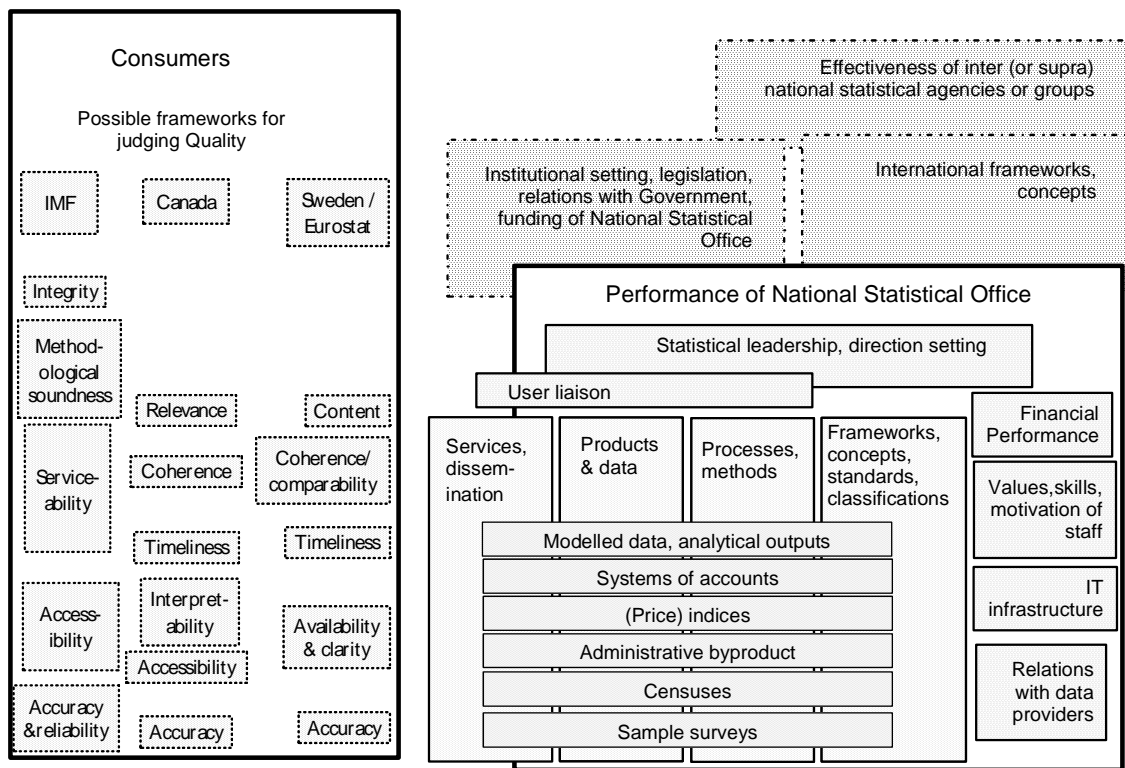 Consumers
Possible frameworks for
judging Quality
IMF
Canada
Sweden /
Eurostat
Integrity
Method-
ological
soundness
Relevance
Content
Service-
ability
Coherence
Coherence/
comparability
Timeliness
Timeliness
Access-
ibility
Interpret-
ability
Availability
& clarity
Accessibility
Accuracy
&reliability
Accuracy
Accuracy
Effectiveness of inter (or supra)
national statistical agencies or groups
Institutional setting, legislation,
relations with Government,
funding of National Statistical
Office
International frameworks,
concepts
Performance of National Statistical Office
Statistical leadership, direction setting
User liaison
Services,
dissem-
ination
Products
& data
Processes,
methods
Frameworks,
concepts,
standards,
classifications
Financial
Performance
Values,skills,
motivation of
staff
IT
infrastructure
Relations
with data
providers
Modelled data, analytical outputs
Systems of accounts
(Price) indices
Administrative byproduct
Censuses
Sample surveys